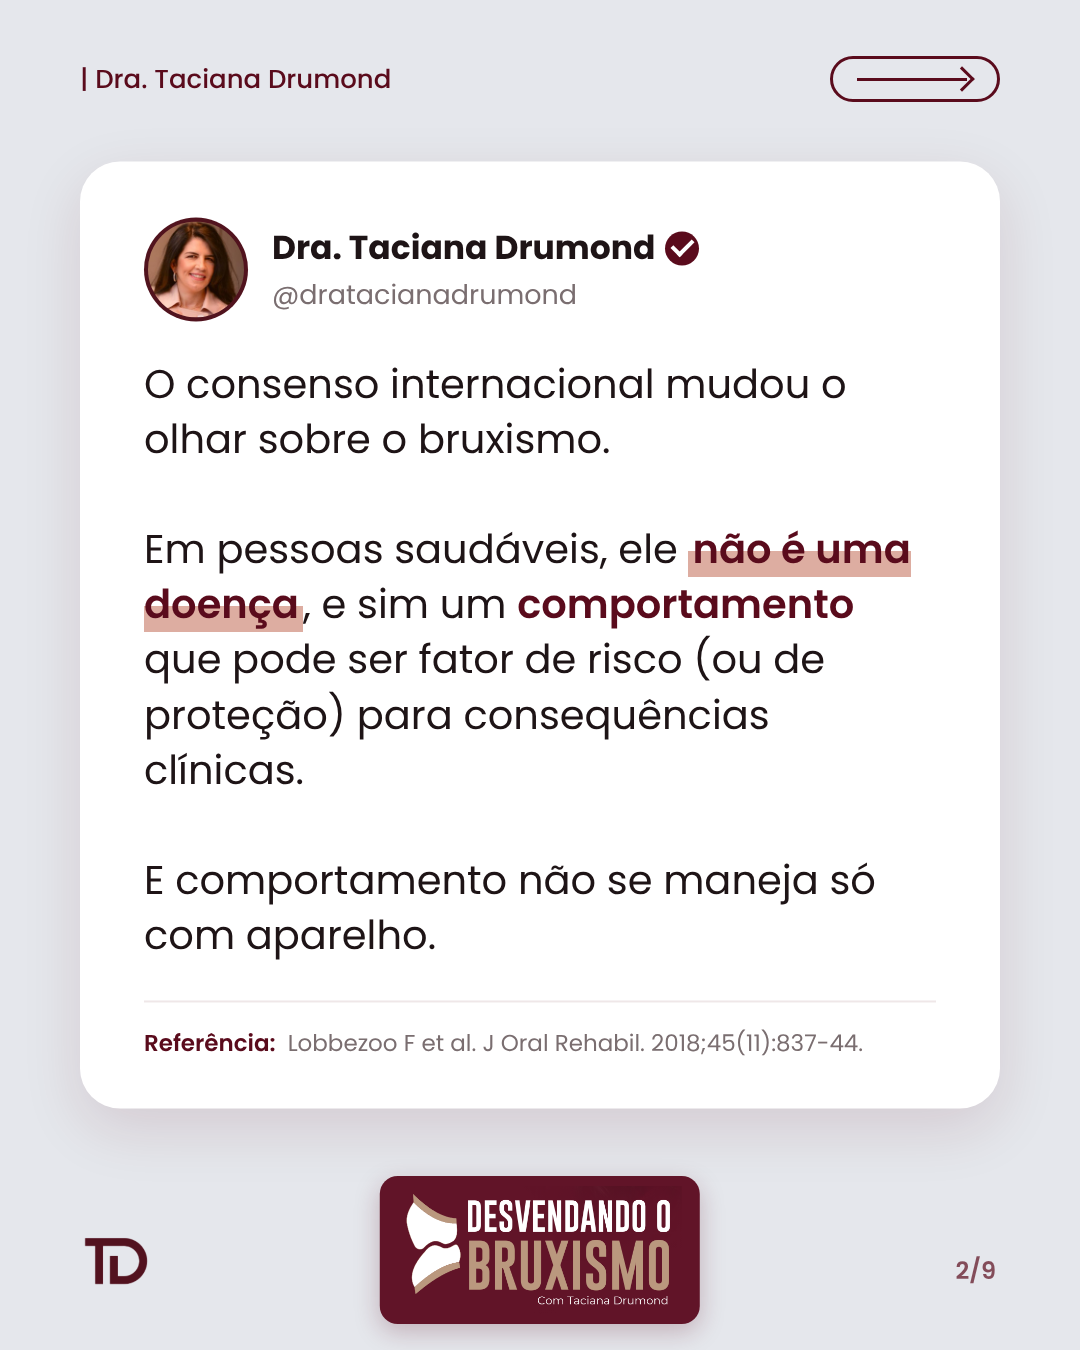 | Dra. Taciana Drumond
Dra. Taciana Drumond
@dratacianadrumond
O consenso internacional mudou o
olhar sobre o bruxismo.
Em pessoas saudáveis, ele não é uma
doença, e sim um comportamento
que pode ser fator de risco (ou de
proteção) para consequências
clínicas.
E comportamento não se maneja só
com aparelho.
Referência: Lobbezoo F et al. J Oral Rehabil. 2018;45(11):837-44.
DESVENDANDO O
BRUXISMO
Com Taciana Drumond
TD
2/9